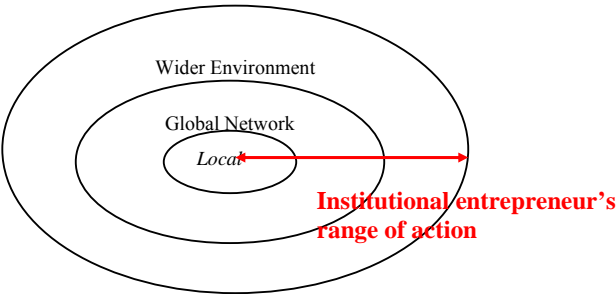 Wider Environment
Global Network
Local
Institutional entrepreneur’s
range of action